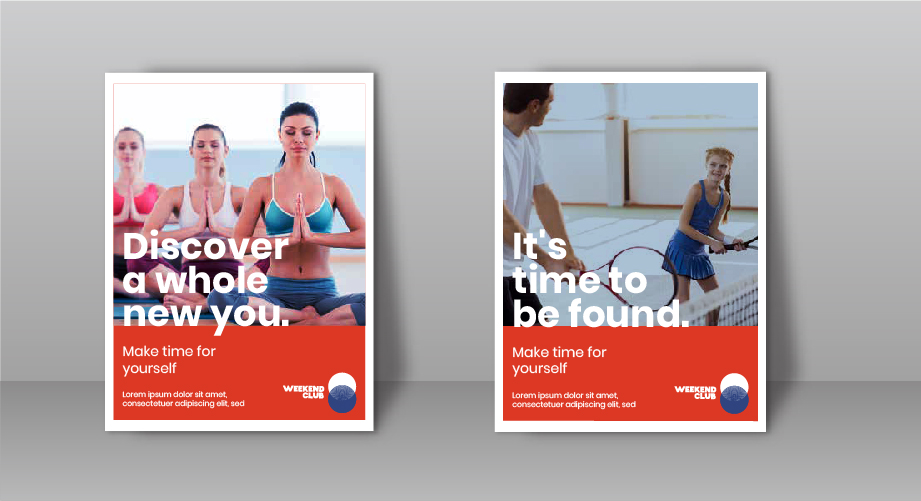 Discover
a whole
new you.
Make time for
yourself
Lorem ipsum dolor sit amet,
consectetuer adipiscing elit, sed
WEEKEND
CLUB
It's
time to
be found.
Make time for
yourself
Lorem ipsum dolor sit amet,
consectetuer adipiscing elit, sed
WEEKEND
CLUB